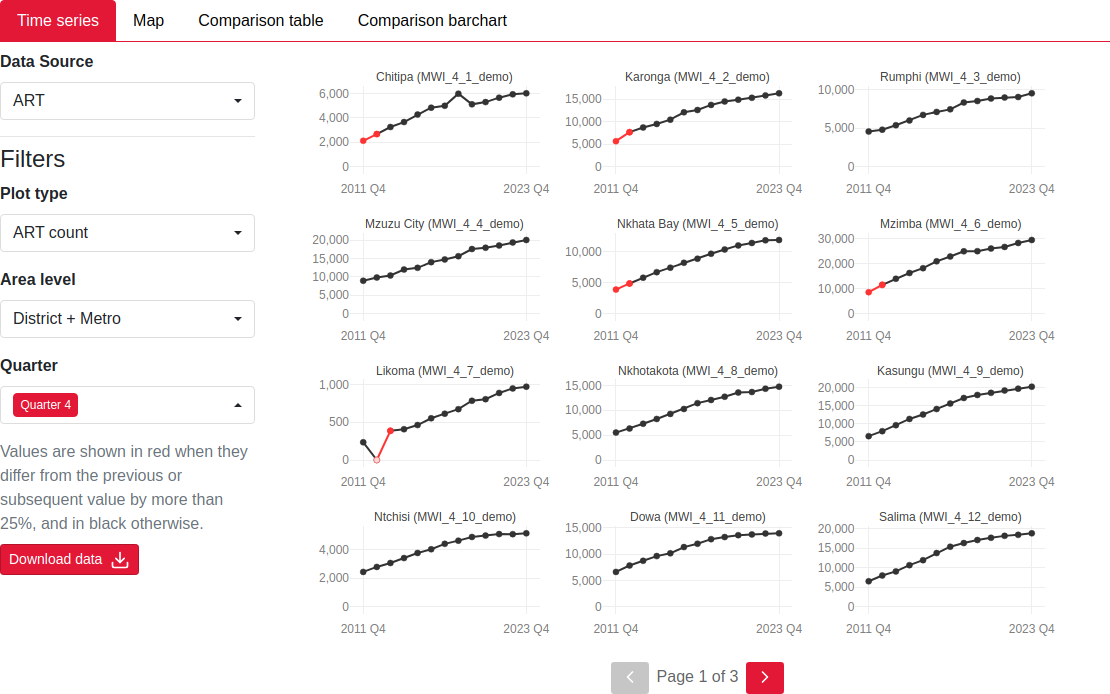 Time series Map Comparison table Comparison barchart
Data Source
ART
Filters
Plot type
ART count
Area level
District + Metro
Quarter
Quarter 4
Values are shown in red when they
differ from the previous or
subsequent value by more than
25%, and in black otherwise.
Download data
Chitipa (MWI_4_1_demo)
6,000
4,000
2,000
0
2011 Q4 2023 Q4
Karonga (MWI_4_2_demo)
15,000
10,000
5,000
0
2011 Q4 2023 Q4
Rumphi (MWI_4_3_demo)
10,000
5,000
0
2011 Q4 2023 Q4
Mzuzu City (MWI_4_4_demo)
20,000
15,000
10,000
5,000
0
2011 Q4 2023 Q4
Nkhata Bay (MWI_4_5_demo)
10,000
5,000
0
2011 Q4 2023 Q4
Mzimba (MWI_4_6_demo)
30,000
20,000
10,000
0
2011 Q4 2023 Q4
Likoma (MWI_4_7_demo)
1,000
500
0
2011 Q4 2023 Q4
Nkhotakota (MWI_4_8_demo)
15,000
10,000
5,000
0
2011 Q4 2023 Q4
Kasungu (MWI_4_9_demo)
20,000
15,000
10,000
5,000
0
2011 Q4 2023 Q4
Ntchisi (MWI_4_10_demo)
4,000
2,000
0
2011 Q4 2023 Q4
Dowa (MWI_4_11_demo)
15,000
10,000
5,000
0
2011 Q4 2023 Q4
Salima (MWI_4_12_demo)
20,000
15,000
10,000
5,000
0
2011 Q4 2023 Q4
Page 1 of 3